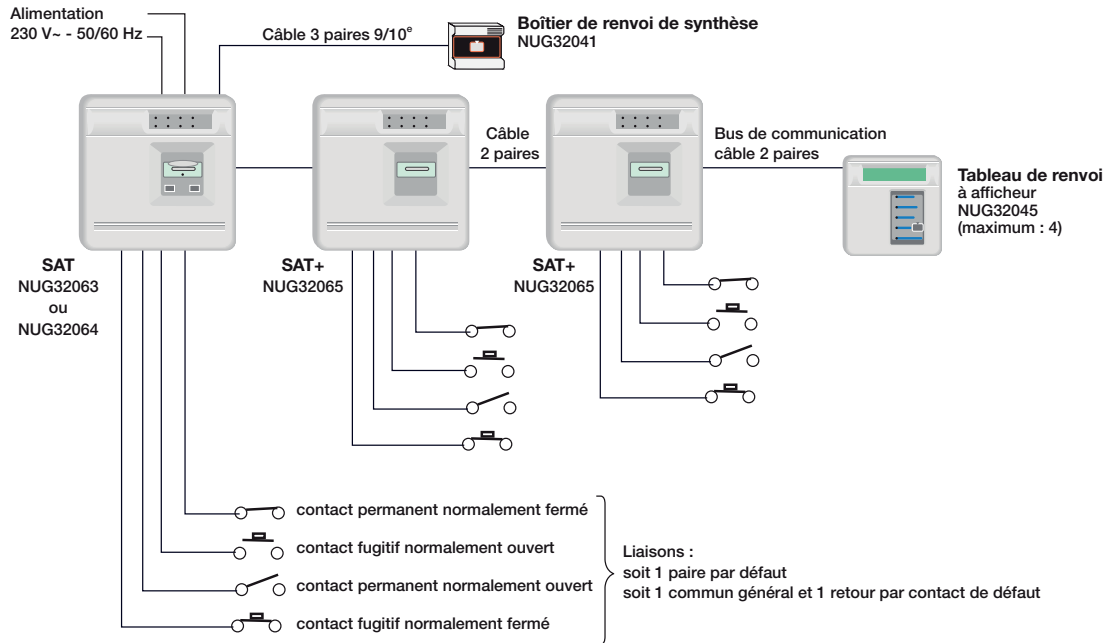 Alimentation
230 V~ - 50/60 Hz
Câble 3 paires 9/10e
Boîtier de renvoi de synthèse
NUG32041
Câble
2 paires
Bus de communication
câble 2 paires
Tableau de renvoi
à afficheur
NUG32045
(maximum : 4)
SAT
NUG32063
ou
NUG32064
SAT+
NUG32065
SAT+
NUG32065
contact permanent normalement fermé
contact fugitif normalement ouvert
contact permanent normalement ouvert
contact fugitif normalement fermé
Liaisons :
soit 1 paire par défaut
soit 1 commun général et 1 retour par contact de défaut